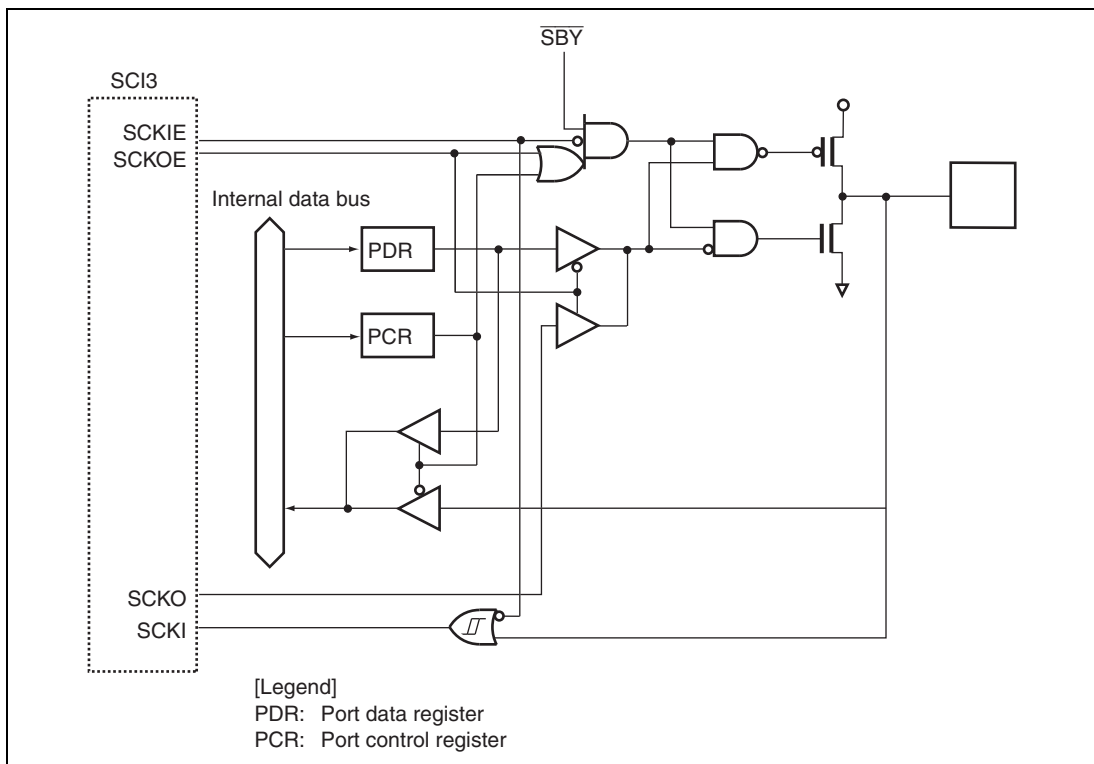 S̅B̅Y̅
SCI3
SCKIE
SCKOE
Internal data bus
PDR
PCR
SCKO
SCKI
[Legend]
PDR: Port data register
PCR: Port control register